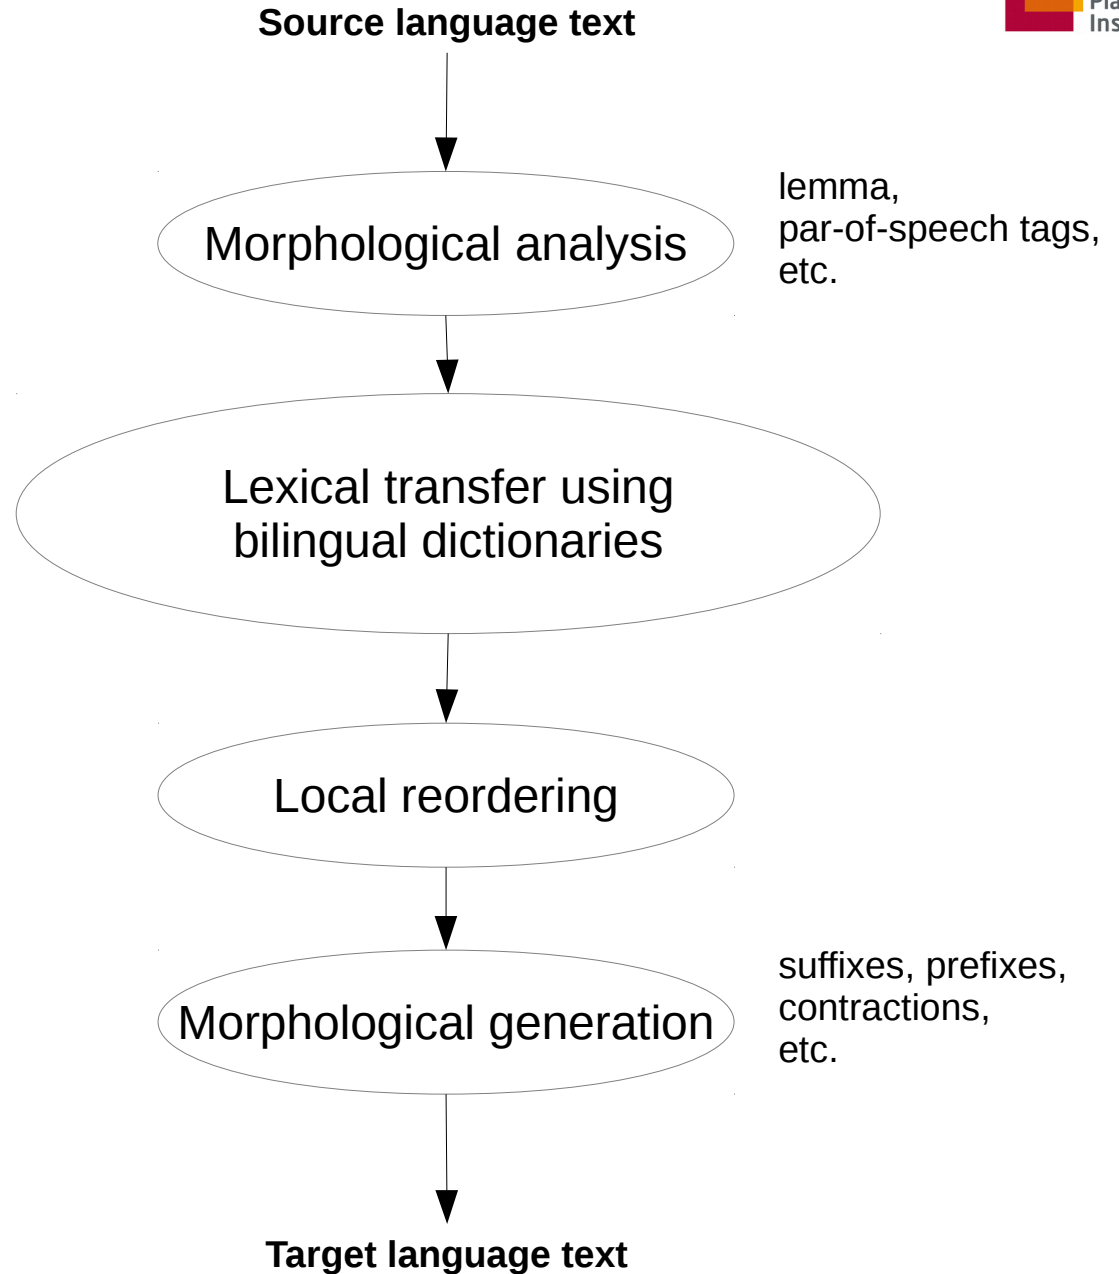 Source language text
Ins
Morphological analysis
lemma,
par-of-speech tags,
etc.
Lexical transfer using
bilingual dictionaries
Local reordering
Morphological generation
suffixes, prefixes,
contractions,
etc.
Target language text